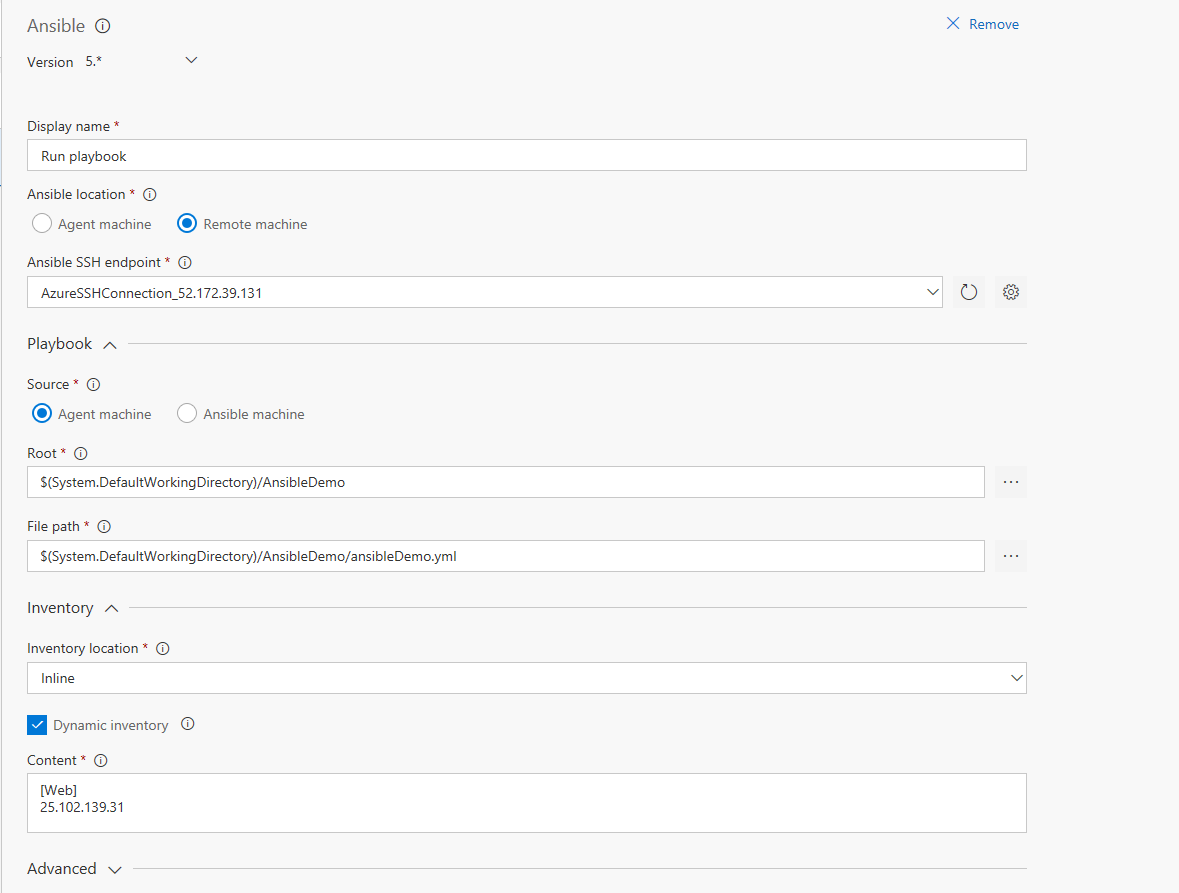 Ansible
Remove
Version 5.*
Display name *
Run playbook
Ansible location *
Agent machine Remote machine
Ansible SSH endpoint *
AzureSSHConnection_52.172.39.131
Playbook
Source *
Agent machine Ansible machine
Root *
$(System.DefaultWorkingDirectory)/AnsibleDemo
File path *
$(System.DefaultWorkingDirectory)/AnsibleDemo/ansibleDemo.yml
Inventory
Inventory location *
Inline
Dynamic inventory
Content *
[Web]
25.102.139.31
Advanced